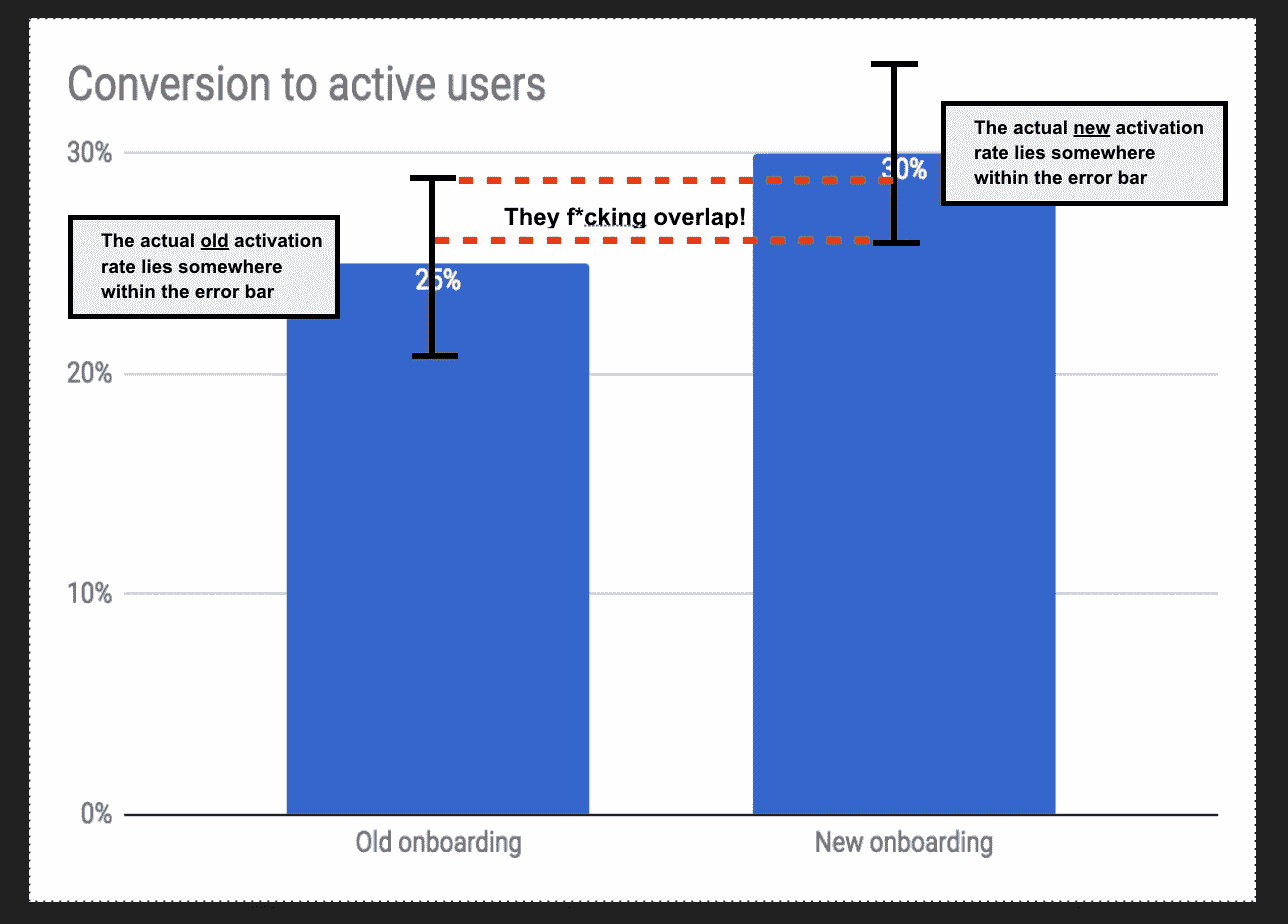 Conversion to active users
30%
The actual new activation
rate lies somewhere
within the error bar
30%
They f*cking overlap!
The actual old activation
rate lies somewhere
within the error bar
25%
20%
10%
0%
Old onboarding
New onboarding